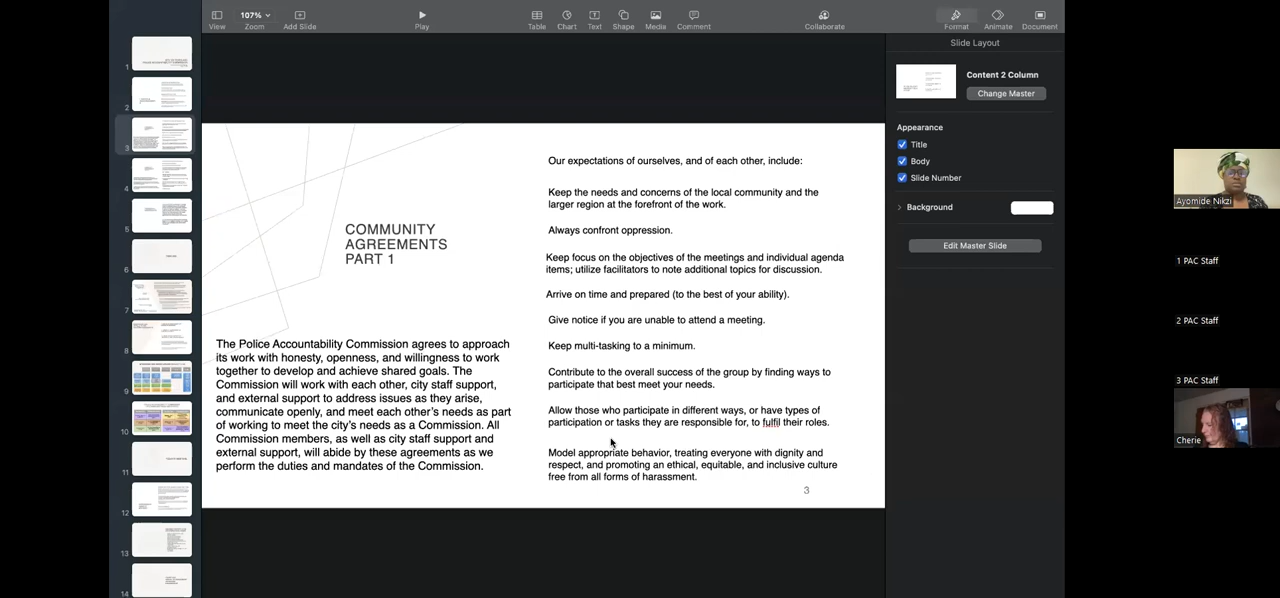 107%
View
Zoom
Add Slide
Play
Table
Chart
Text
Shape
Media
Comment
Collaborate
Format
Animate
Document
1
2
3
4
5
6
7
8
9
10
11
12
13
14
COMMUNITY
AGREEMENTS
PART 1
The Police Accountability Commission agrees to approach
its work with honesty, openness, and willingness to work
together to develop and achieve shared goals. The
Commission will work with each other, city staff support,
and external support to address issues as they arise,
communicate openly, and meet each other's needs as part
of working to meet the city's needs as a Commission. All
Commission members, as well as city staff support and
external support, will abide by these agreements as we
perform the duties and mandates of the Commission.
Our expectations of ourselves, and of each other, include:
Keep the needs and concerns of the local community and the
larger region at the forefront of the work.
Always confront oppression.
Keep focus on the objectives of the meetings and individual agenda
items; utilize facilitators to note additional topics for discussion.
Arrive on time and prepared (to the best of your ability).
Give notice if you are unable to attend a meeting.
Keep multi-tasking to a minimum.
Contribute to the overall success of the group by finding ways to
participate that best meet your needs.
Allow those who participate in different ways, or have types of
participation or tasks they are responsible for, to fulfil their roles.
Model appropriate behavior, treating everyone with dignity and
respect, and promoting an ethical, equitable, and inclusive culture
free from all forms of harassment.
3
Slide Layout
Content 2 Column
Change Master
Appearance
Title
Body
Slide Number
Background
Edit Master Slide
Ayomide Nikzi
1 PAC Staff
2 PAC Staff
3 PAC Staff
Cherie